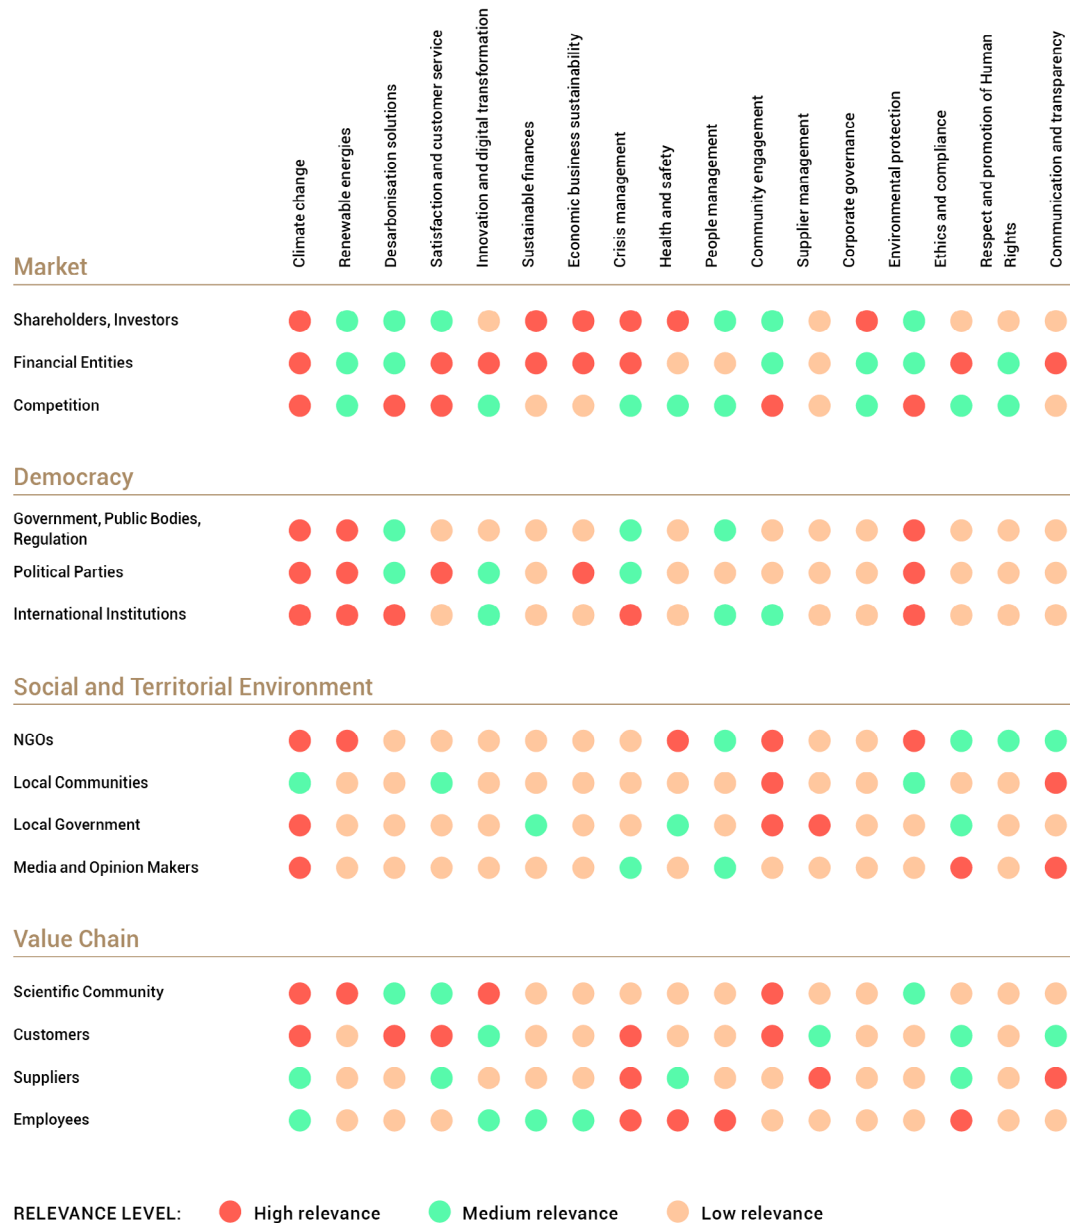 Climate change
Renewable energies
Desarbonisation solutions
Satisfaction and customer service
Innovation and digital transformation
Sustainable finances
Economic business sustainability
Crisis management
Health and safety
People management
Community engagement
Supplier management
Corporate governance
Environmental protection
Ethics and compliance
Respect and promotion of Human
Rights
Communication and transparency
Market
Shareholders, Investors
Financial Entities
Competition
Democracy
Government, Public Bodies,
Regulation
Political Parties
International Institutions
Social and Territorial Environment
NGOs
Local Communities
Local Government
Media and Opinion Makers
Value Chain
Scientific Community
Customers
Suppliers
Employees
RELEVANCE LEVEL: High relevance Medium relevance Low relevance